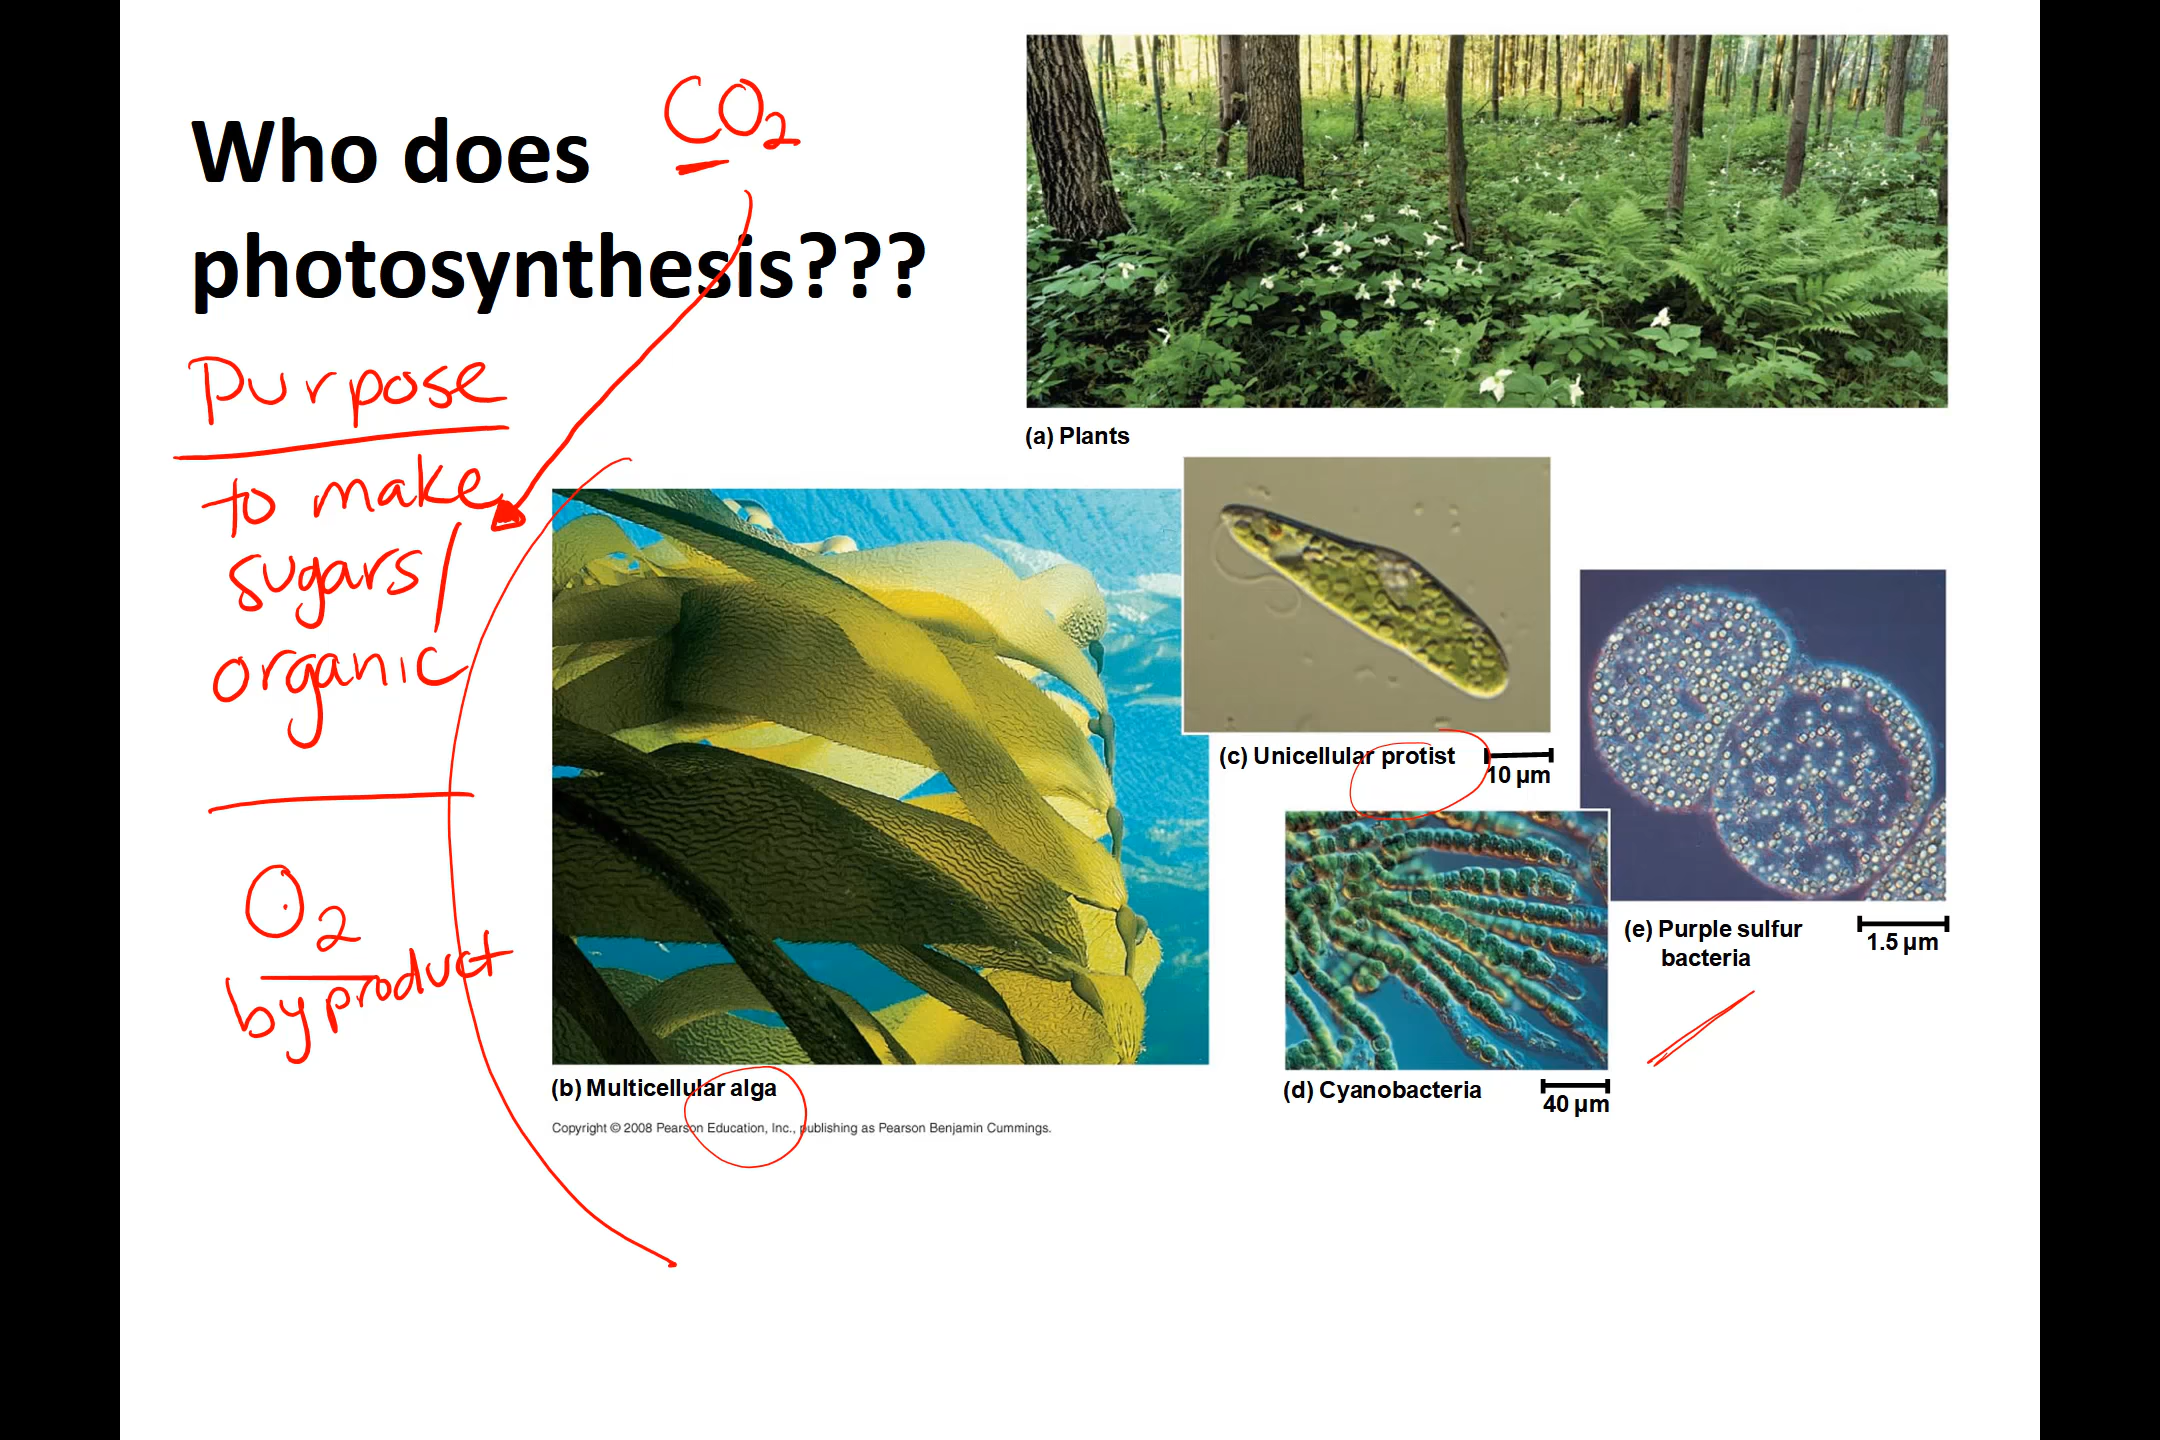 Who does
photosynthesis???
CO2
Purpose
to make
sugars/
organic
O2
byproduct
(a) Plants
(b) Multicellular alga
Copyright © 2008 Pearson Education, Inc., publishing as Pearson Benjamin Cummings.
(c) Unicellular protist
10 µm
(d) Cyanobacteria
40 µm
(e) Purple sulfur
bacteria
1.5 µm